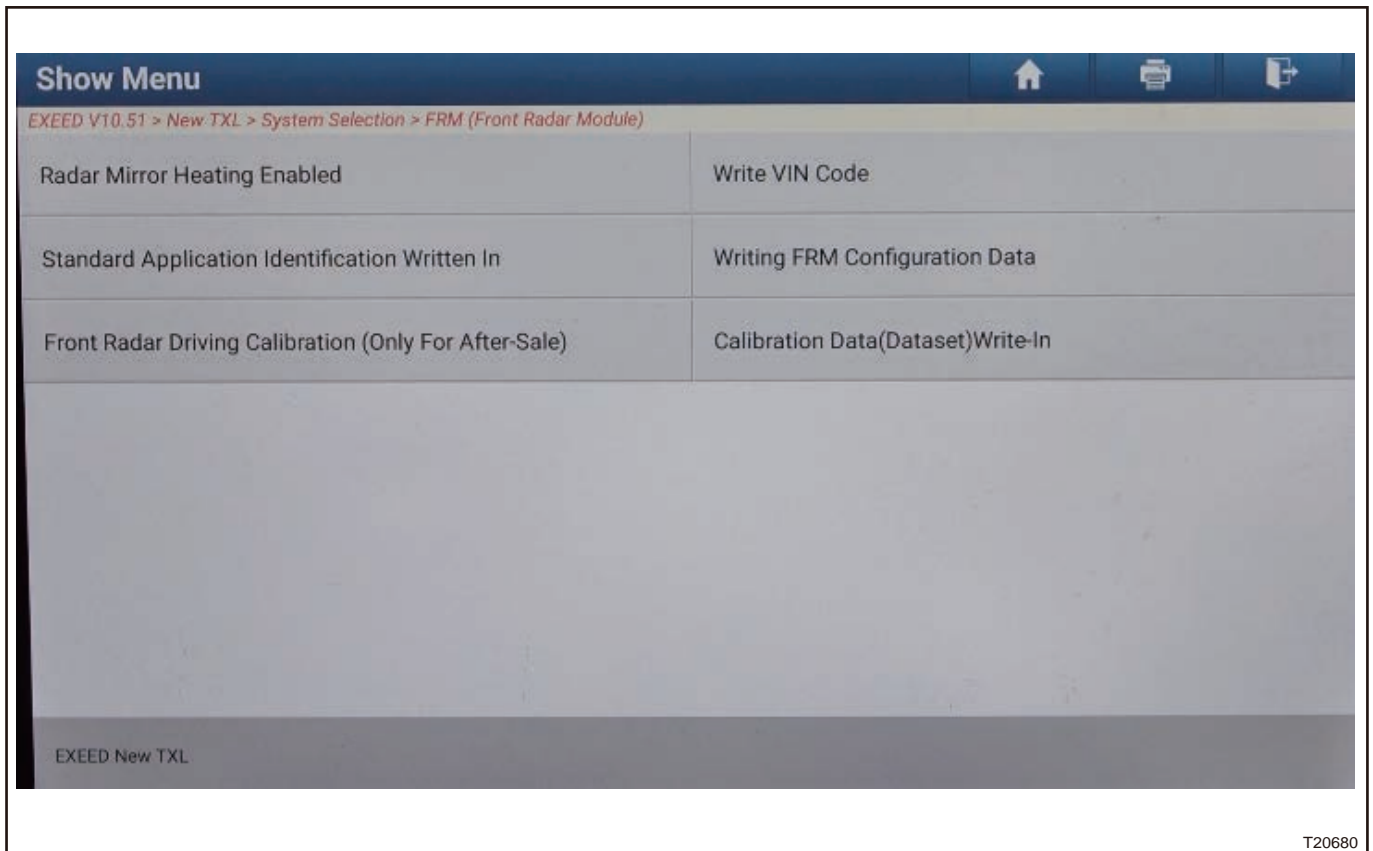 Show Menu
EXEED V10.51 > New TXL > System Selection > FRM (Front Radar Module)
Radar Mirror Heating Enabled
Write VIN Code
Standard Application Identification Written In
Writing FRM Configuration Data
Front Radar Driving Calibration (Only For After-Sale)
Calibration Data(Dataset)Write-In
EXEED New TXL
T20680